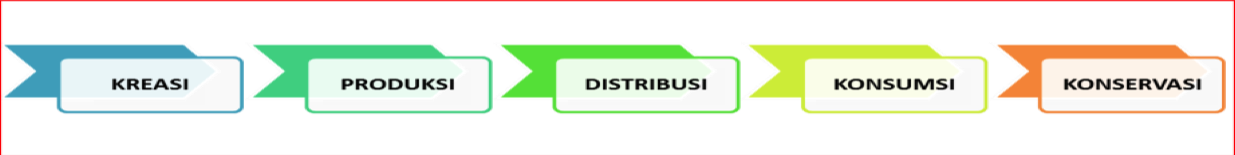 KREASI PRODUKSI DISTRIBUSI KONSUMSI KONSERVASI